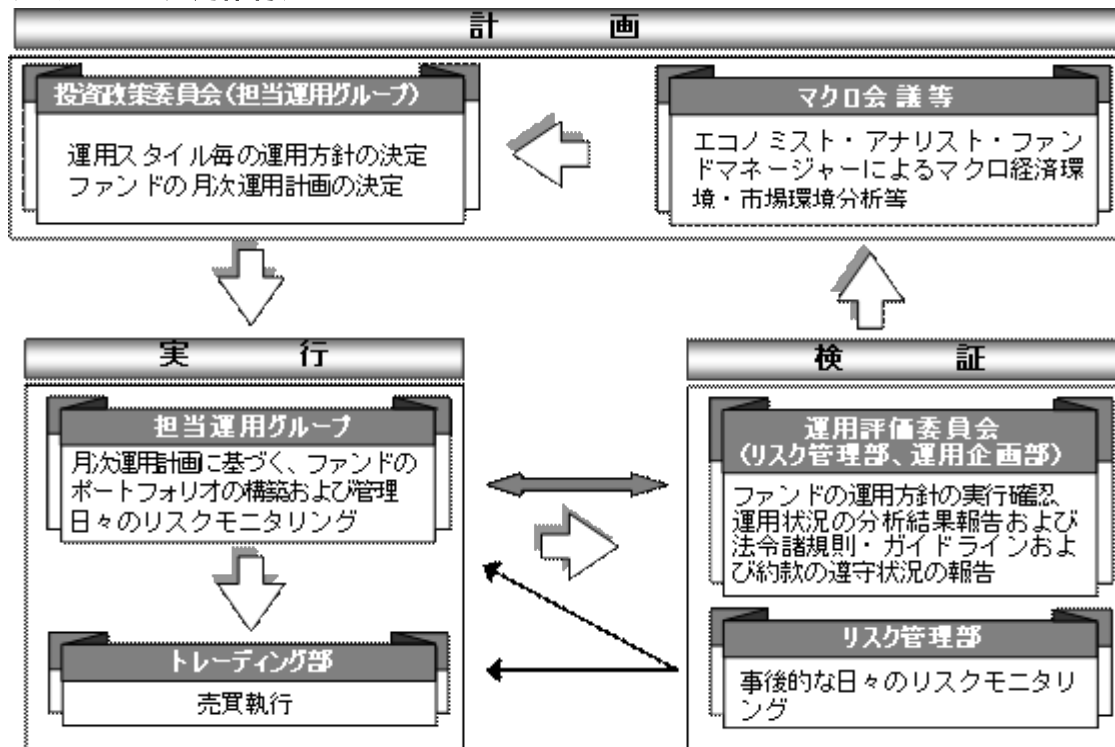 計画
投資政策委員会（担当運用グループ）
運用スタイル毎の運用方針の決定
ファンドの月次運用計画の決定
マクロ会議等
エコノミスト・アナリスト・ファン
ドマネージャーによるマクロ経済環
境・市場環境分析等
実行
担当運用グループ
月次運用計画に基づく、ファンドの
ポートフォリオの構築および管理
日々のリスクモニタリング
トレーディング部
売買執行
検証
運用評価委員会
（リスク管理部、運用企画部）
ファンドの運用方針の実行確認、
運用状況の分析結果報告および
法令諸規則・ガイドラインおよ
び約款の遵守状況の報告
リスク管理部
事後的な日々のリスクモニタリ
ング